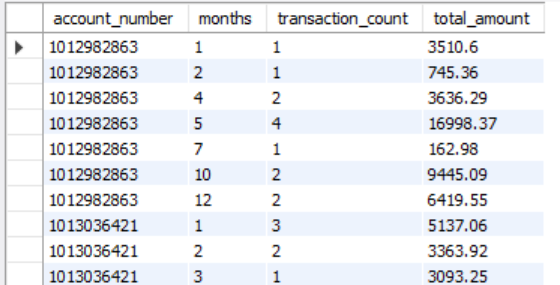 account_number months transaction_count total_amount
1012982863 1 1 3510.6
1012982863 2 1 745.36
1012982863 4 2 3636.29
1012982863 5 4 16998.37
1012982863 7 1 162.98
1012982863 10 2 9445.09
1012982863 12 2 6419.55
1013036421 1 3 5137.06
1013036421 2 2 3363.92
1013036421 3 1 3093.25